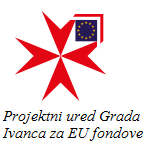 Projektni ured Grada
Ivanca za EU fondove